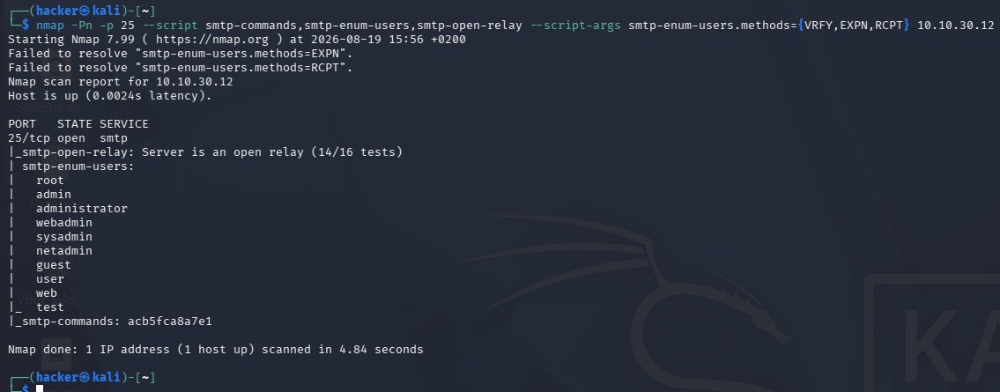 ┌──(hacker㉿kali)-[~]
└─$ nmap -Pn -p 25 --script smtp-commands,smtp-enum-users,smtp-open-relay --script-args smtp-enum-users.methods={VRFY,EXPN,RCPT} 10.10.30.12
Starting Nmap 7.99 ( https://nmap.org ) at 2026-08-19 15:56 +0200
Failed to resolve "smtp-enum-users.methods=EXPN".
Failed to resolve "smtp-enum-users.methods=RCPT".
Nmap scan report for 10.10.30.12
Host is up (0.0024s latency).

PORT   STATE SERVICE
25/tcp open  smtp
|_smtp-open-relay: Server is an open relay (14/16 tests)
| smtp-enum-users:
|   root
|   admin
|   administrator
|   webadmin
|   sysadmin
|   netadmin
|   guest
|   user
|   web
|_  test
|_smtp-commands: acb5fca8a7e1

Nmap done: 1 IP address (1 host up) scanned in 4.84 seconds

┌──(hacker㉿kali)-[~]
└─$
KA